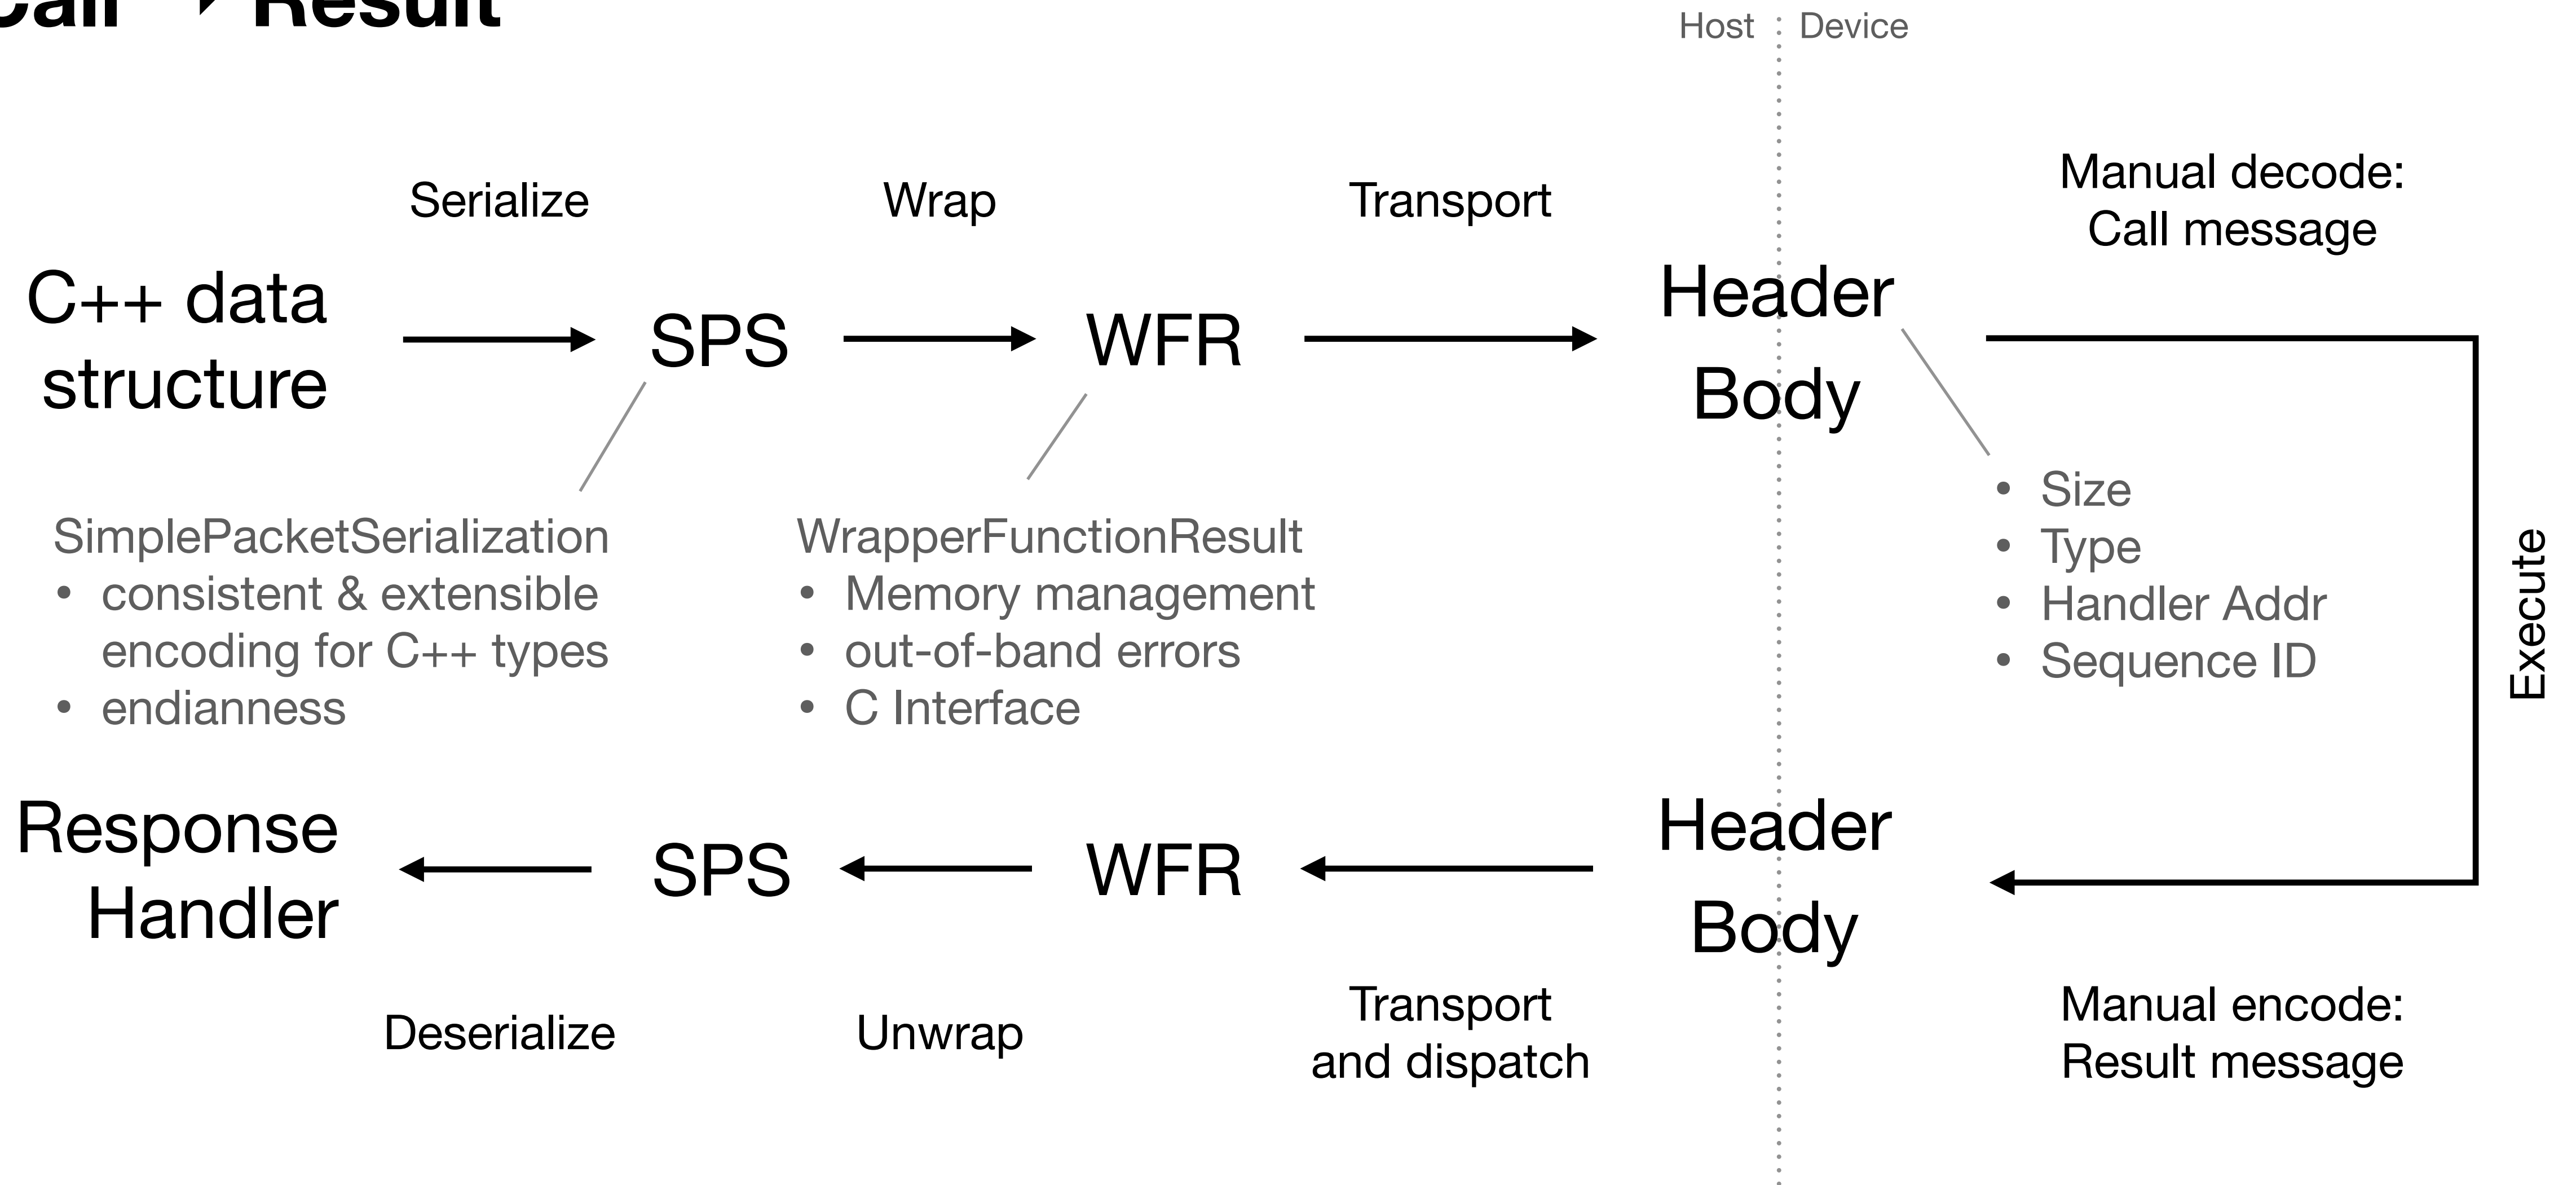 Call → Result
Host
Device
Serialize
Wrap
Transport
Manual decode:
Call message
C++ data
structure
SPS
WFR
Header
Body
SimplePacketSerialization
• consistent & extensible
encoding for C++ types
• endianness
WrapperFunctionResult
• Memory management
• out-of-band errors
• C Interface
• Size
• Type
• Handler Addr
• Sequence ID
Execute
Response
Handler
SPS
WFR
Header
Body
Deserialize
Unwrap
Transport
and dispatch
Manual encode:
Result message